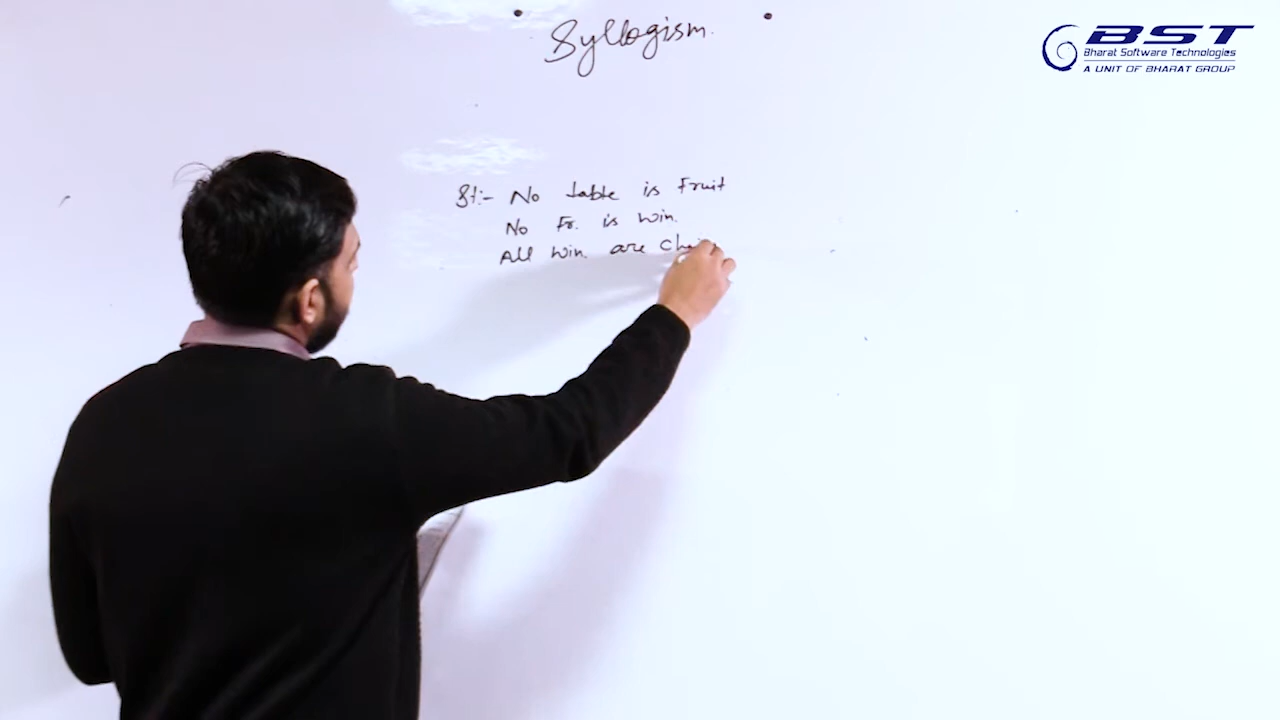 Syllogism.
BST
Bharat Software Technologies
A UNIT OF BHARAT GROUP
St:- No table is Fruit
No Fr. is Win.
All Win. are